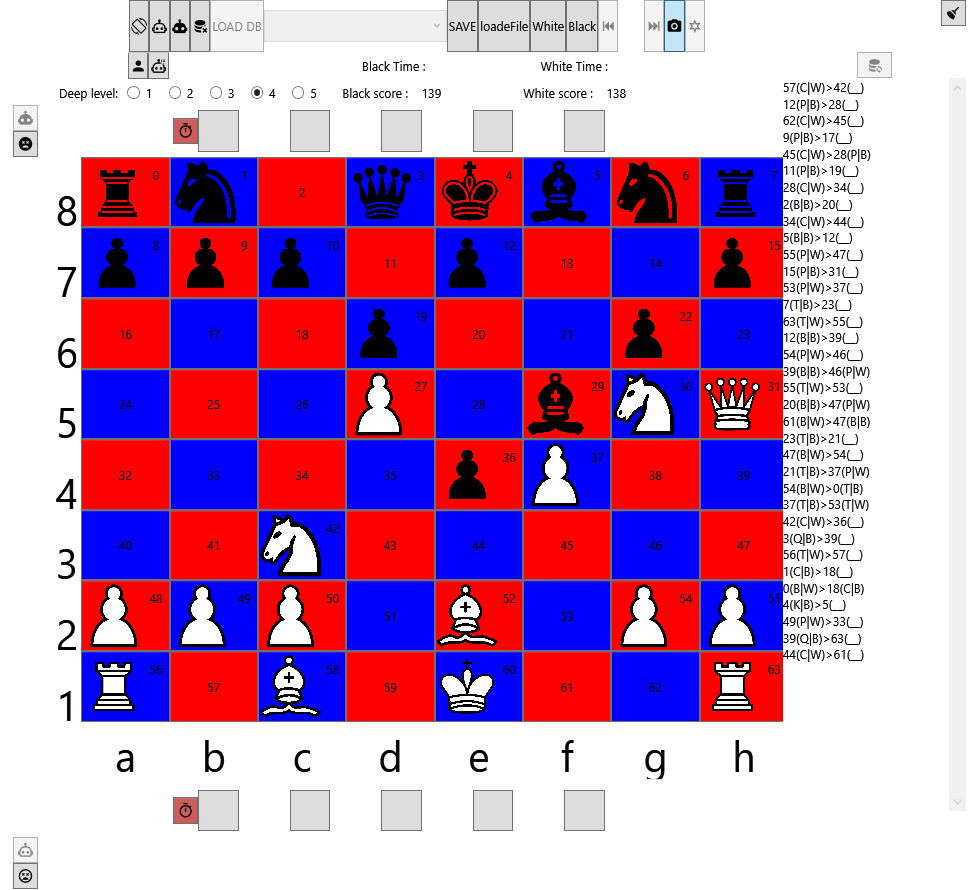 LOAD DB SAVE loadeFile White Black
Black Time : White Time :
Deep level: 1 2 3 4 5 Black score : 139 White score : 138
8 0 1 2 3 4 5 6 7
7 8 9 10 11 12 13 14 15
6 16 17 18 19 20 21 22 23
5 24 25 26 27 28 29 30 31
4 32 33 34 35 36 37 38 39
3 40 41 42 43 44 45 46 47
2 48 49 50 51 52 53 54 55
1 56 57 58 59 60 61 62 63
a b c d e f g h
57(C|W)>42(__)
12(P|B)>28(__)
62(C|W)>45(__)
9(P|B)>17(__)
45(C|W)>28(P|B)
11(P|B)>19(__)
28(C|W)>34(__)
2(B|B)>20(__)
34(C|W)>44(__)
5(B|B)>12(__)
55(P|W)>47(__)
15(P|B)>31(__)
53(P|W)>37(__)
7(T|B)>23(__)
63(T|W)>55(__)
12(B|B)>39(__)
54(P|W)>46(__)
39(B|B)>46(P|W)
55(T|W)>53(__)
20(B|B)>47(P|W)
61(B|W)>47(B|B)
23(T|B)>21(__)
47(B|W)>54(__)
21(T|B)>37(P|W)
54(B|W)>0(T|B)
37(T|B)>53(T|W)
42(C|W)>36(__)
3(Q|B)>39(__)
56(T|W)>57(__)
1(C|B)>18(__)
0(B|W)>18(C|B)
4(K|B)>5(__)
49(P|W)>33(__)
39(Q|B)>63(__)
44(C|W)>61(__)